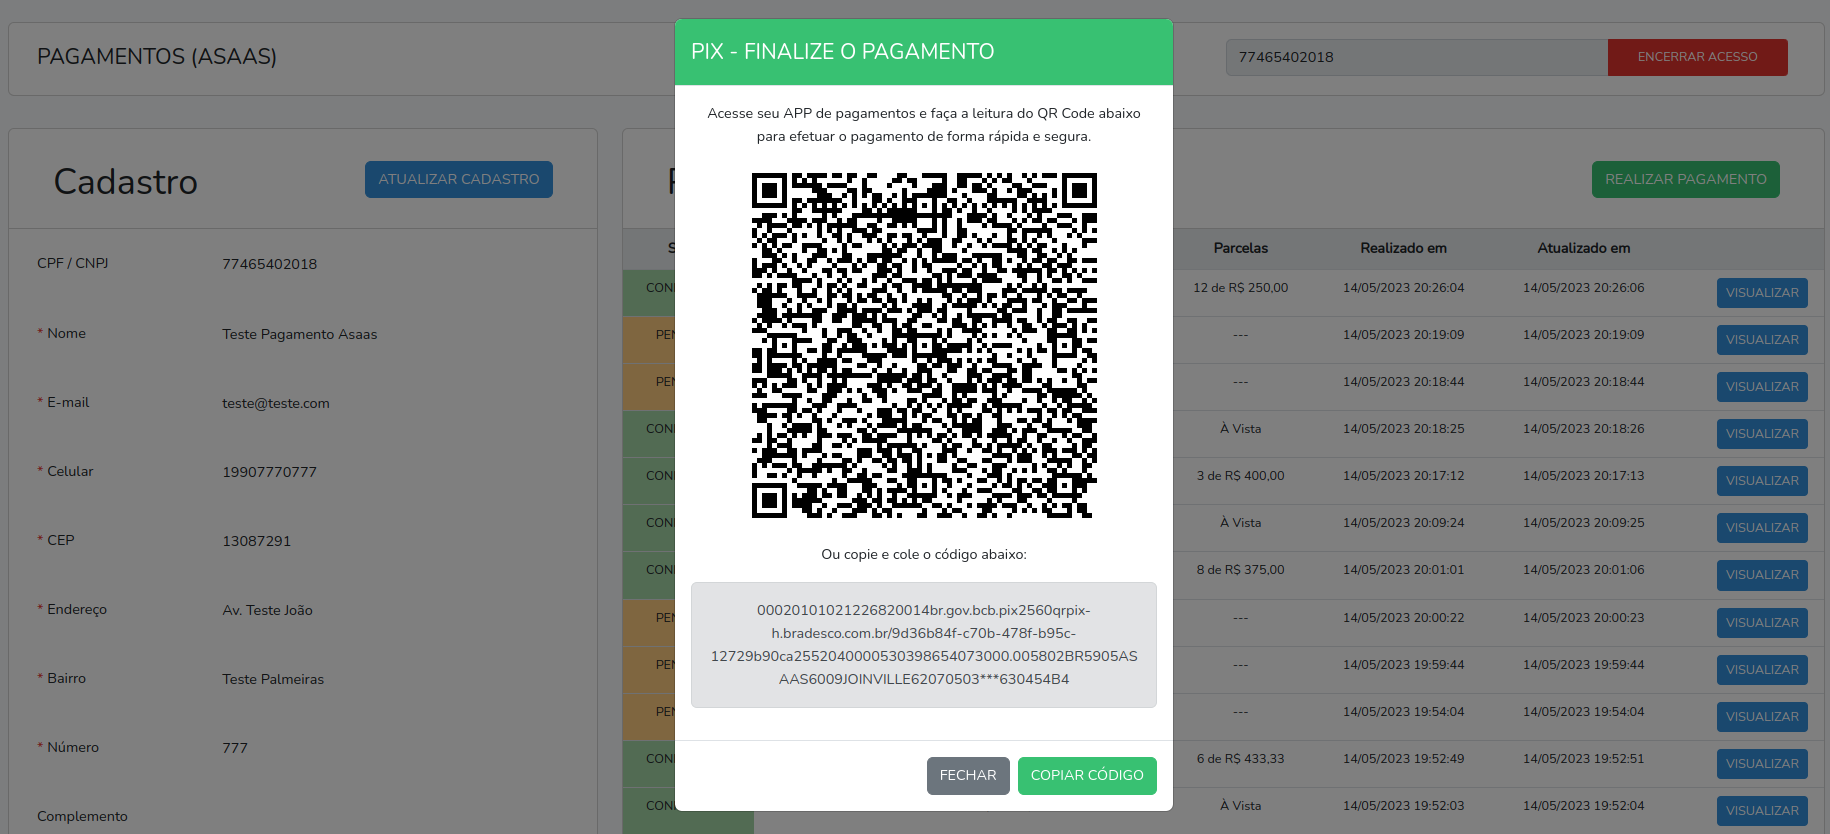 PAGAMENTOS (ASAAS)
77465402018
ENCERRAR ACESSO
Cadastro
ATUALIZAR CADASTRO
CPF / CNPJ 77465402018
* Nome Teste Pagamento Asaas
* E-mail teste@teste.com
* Celular 19907770777
* CEP 13087291
* Endereço Av. Teste João
* Bairro Teste Palmeiras
* Número 777
Complemento
PIX - FINALIZE O PAGAMENTO
Acesse seu APP de pagamentos e faça a leitura do QR Code abaixo
para efetuar o pagamento de forma rápida e segura.
Ou copie e cole o código abaixo:
00020101021226820014br.gov.bcb.pix2560qrpix-
h.bradesco.com.br/9d36b84f-c70b-478f-b95c-
12729b90ca2552040000530398654073000.005802BR5905AS
AAS6009JOINVILLE62070503***630454B4
FECHAR
COPIAR CÓDIGO
REALIZAR PAGAMENTO
Parcelas Realizado em Atualizado em
12 de R$ 250,00 14/05/2023 20:26:04 14/05/2023 20:26:06 VISUALIZAR
--- 14/05/2023 20:19:09 14/05/2023 20:19:09 VISUALIZAR
--- 14/05/2023 20:18:44 14/05/2023 20:18:44 VISUALIZAR
À Vista 14/05/2023 20:18:25 14/05/2023 20:18:26 VISUALIZAR
3 de R$ 400,00 14/05/2023 20:17:12 14/05/2023 20:17:13 VISUALIZAR
À Vista 14/05/2023 20:09:24 14/05/2023 20:09:25 VISUALIZAR
8 de R$ 375,00 14/05/2023 20:01:01 14/05/2023 20:01:06 VISUALIZAR
--- 14/05/2023 20:00:22 14/05/2023 20:00:23 VISUALIZAR
--- 14/05/2023 19:59:44 14/05/2023 19:59:44 VISUALIZAR
--- 14/05/2023 19:54:04 14/05/2023 19:54:04 VISUALIZAR
6 de R$ 433,33 14/05/2023 19:52:49 14/05/2023 19:52:51 VISUALIZAR
À Vista 14/05/2023 19:52:03 14/05/2023 19:52:04 VISUALIZAR